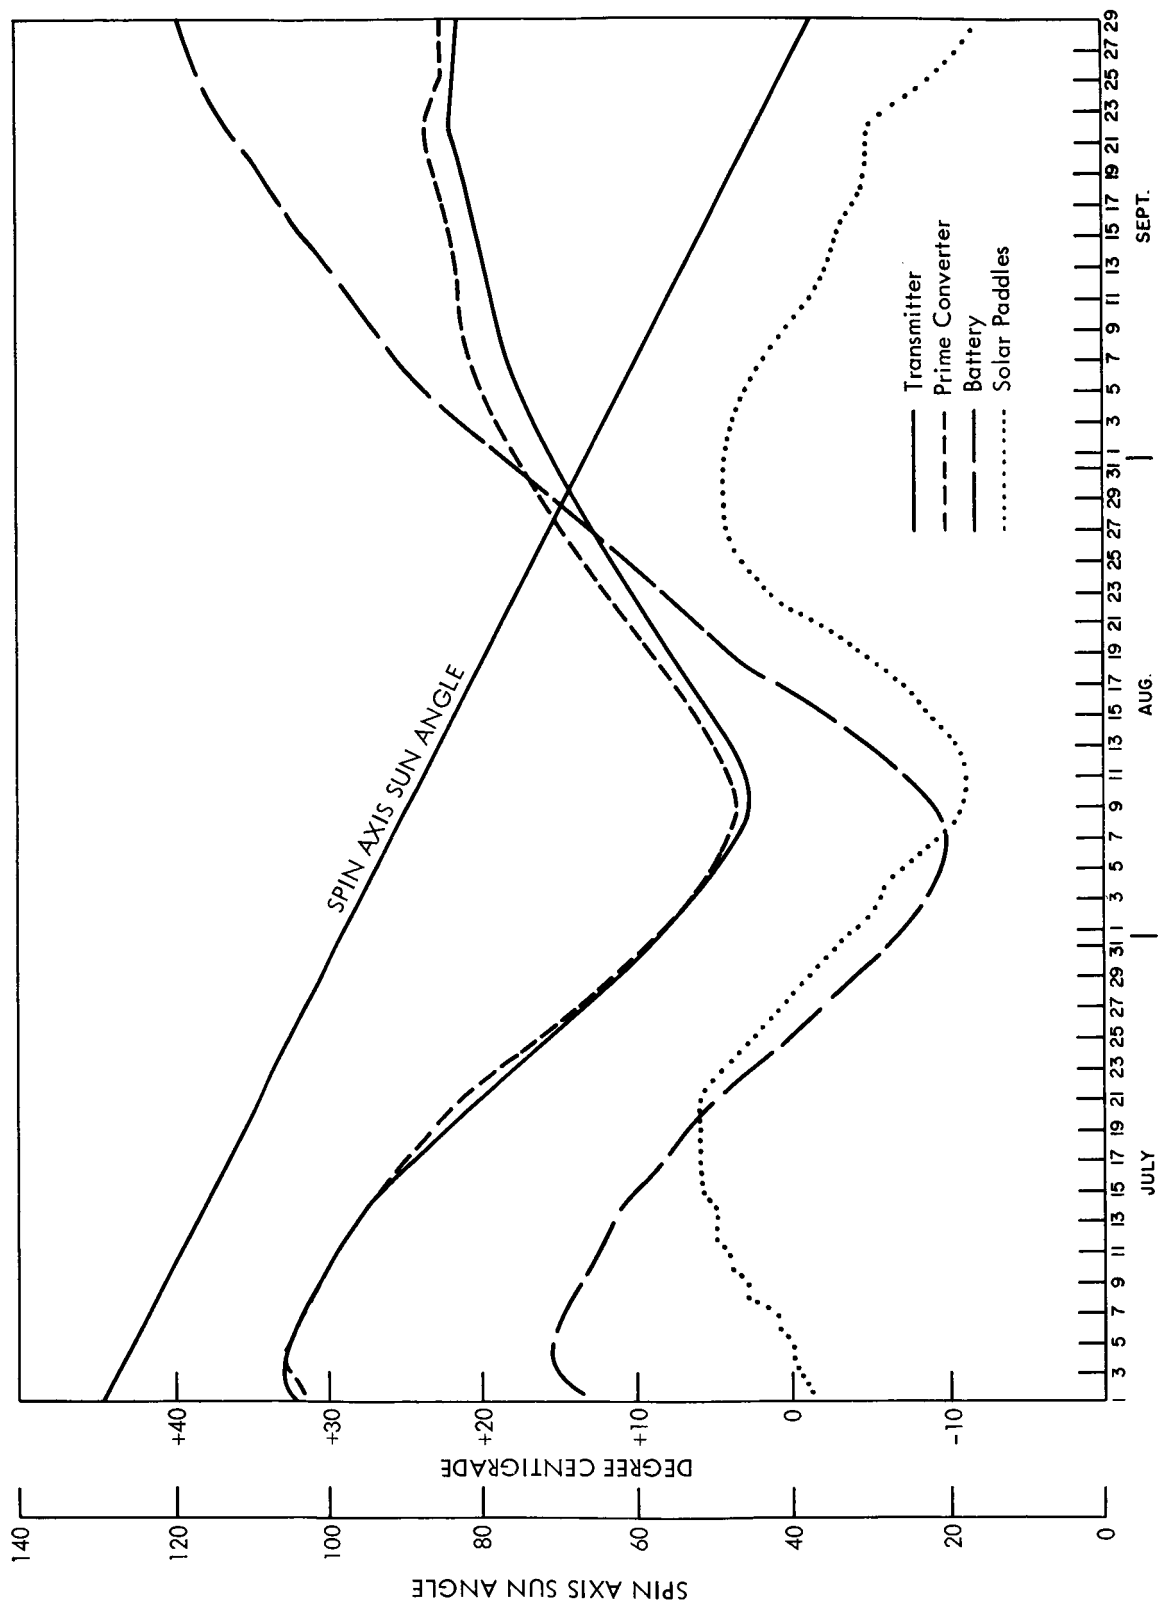 SPIN AXIS SUN ANGLE
140
120
100
80
60
40
20
0
DEGREE CENTIGRADE
+40
+30
+20
+10
0
-10
SPIN AXIS SUN ANGLE
Transmitter
Prime Converter
Battery
Solar Paddles
1 3 5 7 9 11 13 15 17 19 21 23 25 27 29 31 1 3 5 7 9 11 13 15 17 19 21 23 25 27 29 31 1 3 5 7 9 11 13 15 17 19 21 23 25 27 29
JULY AUG. SEPT.